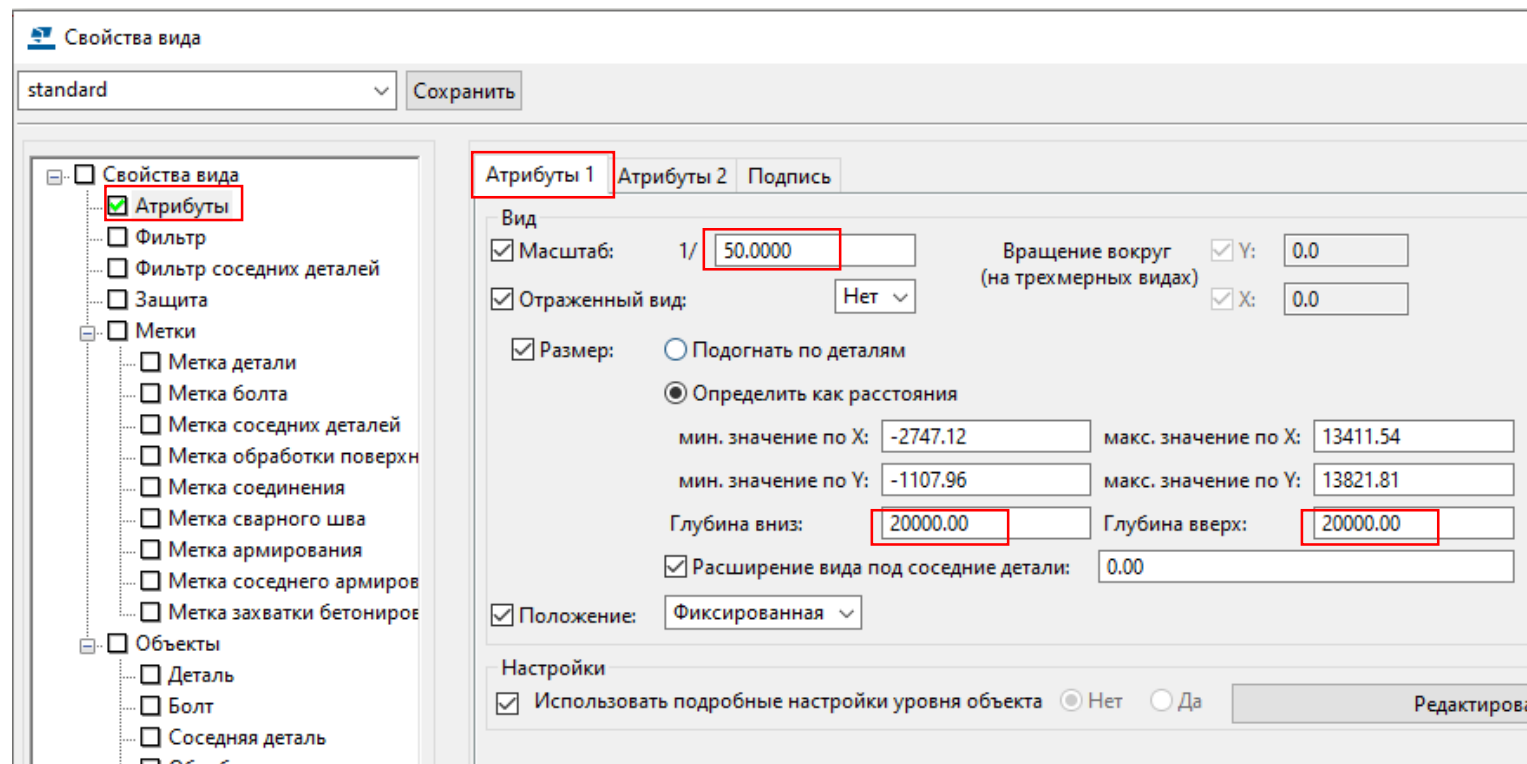 Свойства вида
standard
Сохранить
Свойства вида
Атрибуты
Фильтр
Фильтр соседних деталей
Защита
Метки
Метка детали
Метка болта
Метка соседних деталей
Метка обработки поверхн
Метка соединения
Метка сварного шва
Метка армирования
Метка соседнего армиров
Метка захватки бетониров
Объекты
Деталь
Болт
Соседняя деталь
Атрибуты 1 Атрибуты 2 Подпись
Вид
Масштаб: 1/ 50.0000 Вращение вокруг Y: 0.0
(на трехмерных видах) X: 0.0
Отраженный вид: Нет
Размер: Подогнать по деталям
Определить как расстояния
мин. значение по X: -2747.12 макс. значение по X: 13411.54
мин. значение по Y: -1107.96 макс. значение по Y: 13821.81
Глубина вниз: 20000.00 Глубина вверх: 20000.00
Расширение вида под соседние детали: 0.00
Положение: Фиксированная
Настройки
Использовать подробные настройки уровня объекта Нет Да Редактирова